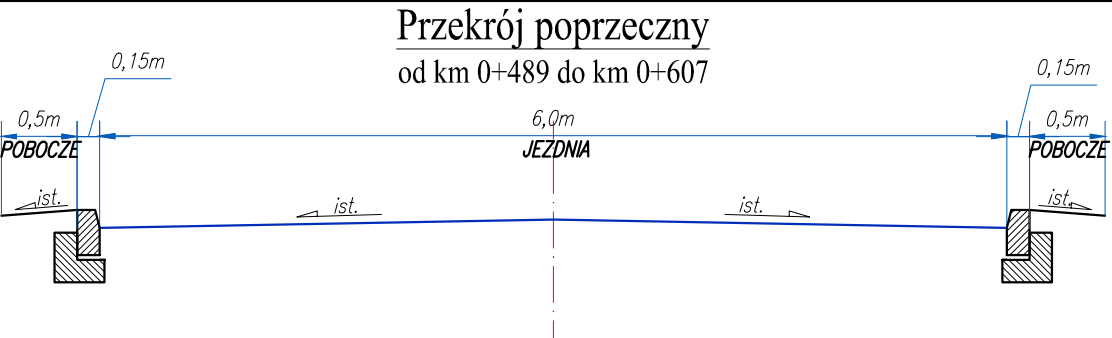 Przekrój poprzeczny
od km 0+489 do km 0+607
0,15m
0,15m
0,5m
6,0m
0,5m
POBOCZE
JEZDNIA
POBOCZE
ist.
ist.
ist.
ist.